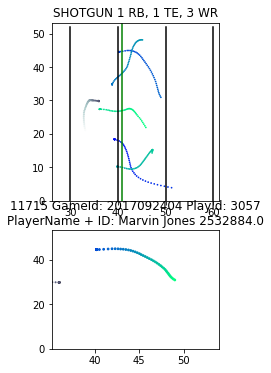 SHOTGUN 1 RB, 1 TE, 3 WR
50
40
30
20
10
0
30 40 50 60
11715 GameId: 2017092404 PlayId: 3057
PlayerName + ID: Marvin Jones 2532884.0
40
20
0
40 45 50